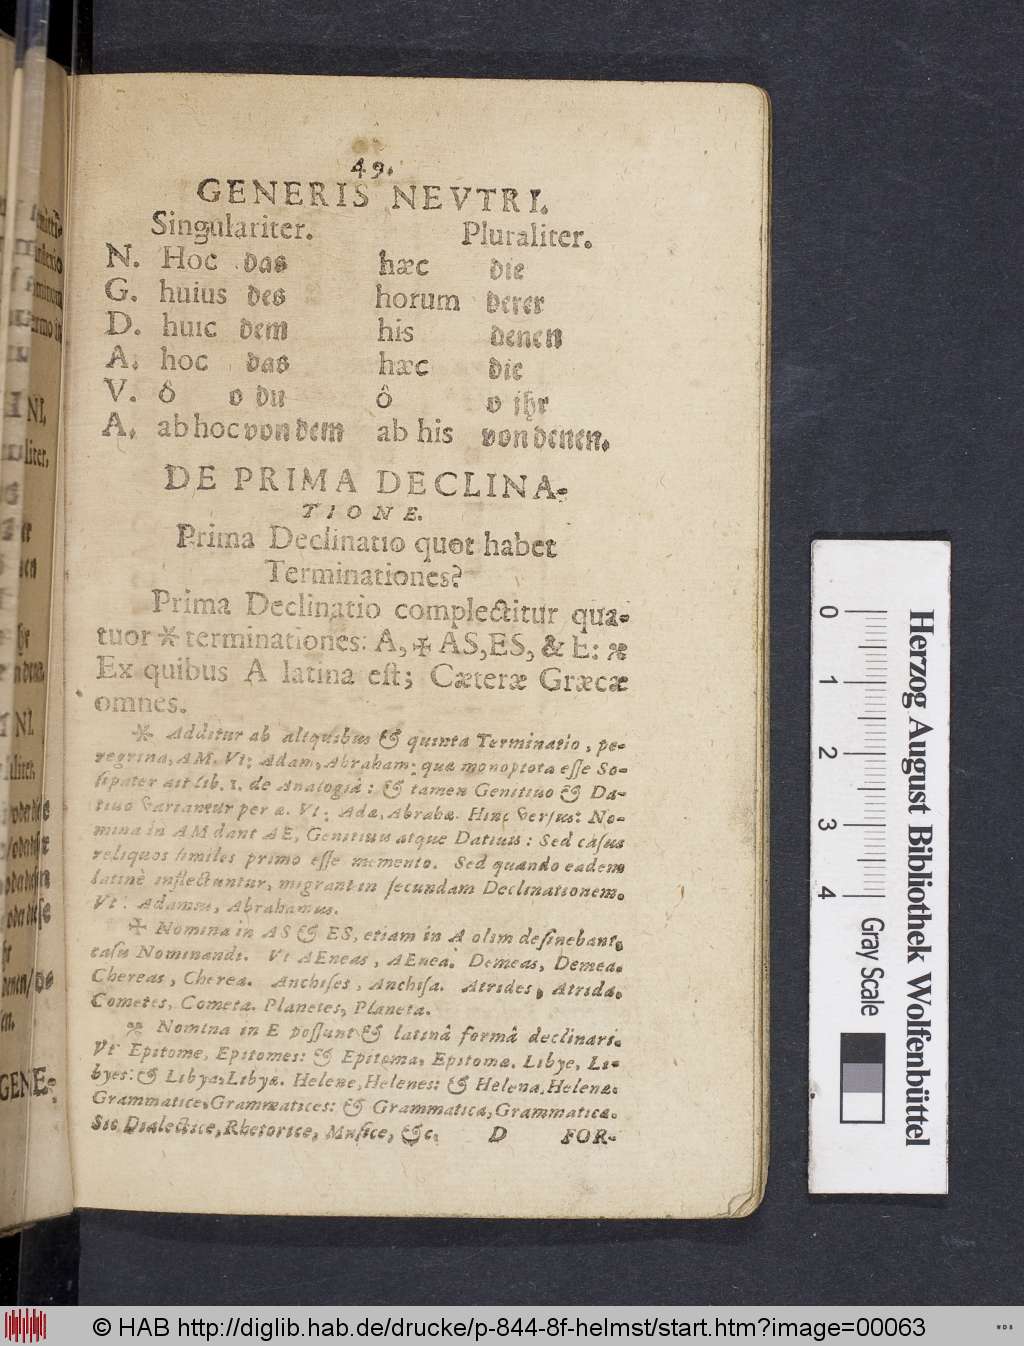 49.
GENERIS NEVTRI.
Singulariter. Pluraliter.
N. Hoc das hæc die
G. huius des horum derer
D. huic dem his denen
A. hoc das hæc die
V. ô o du ô o jhr
A. ab hoc von dem ab his von denen.
DE PRIMA DECLINA-
TIONE.
Prima Declinatio quot habet
Terminationes?
Prima Declinatio complectitur qua-
tuor * terminationes: A, ✠ AS, ES, & E: ※
Ex quibus A latina est; Cæteræ Græcæ
omnes.
* Additur ab aliquibus & quinta Terminatio, pe-
regrina, AM. Vt: Adam, Abraham: quæ monoptota esse So-
sipater ait lib. 1. de Analogiâ: & tamen Genitiuo & Da-
tiuo variantur per æ. Vt: Adæ, Abrahæ. Hinc versus: No-
mina in AM dant AE, Genitiuus atque Datiuus: Sed casus
reliquos similes primo esse memento. Sed quando eadem
latinè inflectuntur, migrant in secundam Declinationem.
Vt: Adamus, Abrahamus.
✠ Nomina in AS & ES, etiam in A olim desinebant,
casu Nominandi. Vt AEneas, AEnea. Demeas, Demea.
Chereas, Cherea. Anchises, Anchisa. Atrides, Atrida.
Cometes, Cometa. Planetes, Planeta.
※ Nomina in E possunt & latinâ formâ declinari.
Vt Epitome, Epitomes: & Epitoma, Epitomæ. Libye, Li-
byes: & Libya, Libyæ. Helene, Helenes: & Helena, Helenæ.
Grammatice, Grammatices: & Grammatica, Grammaticæ.
Sic Dialectice, Rhetorice, Musice, &c. D FOR-
NI,
liter.
NI.
GENE-
0 1 2 3 4
Herzog August Bibliothek Wolfenbüttel
Gray Scale
© HAB http://diglib.hab.de/drucke/p-844-8f-helmst/start.htm?image=00063